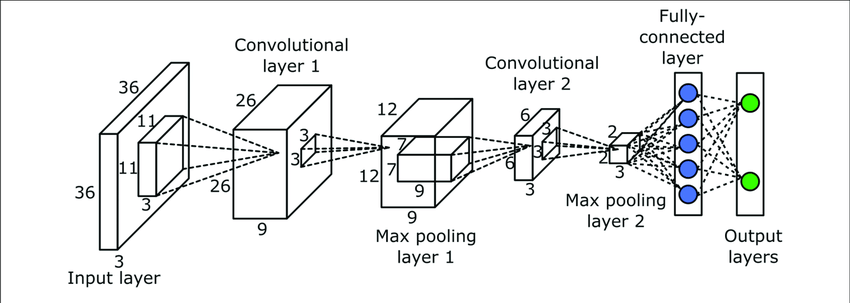 Fully-
connected
layer
Convolutional
layer 1
Convolutional
layer 2
36
11
36
11
3
3
Input layer
26
3
3
26
9
12
7
12
7
9
9
Max pooling
layer 1
6
3
3
6
3
2
2
3
Max pooling
layer 2
Output
layers